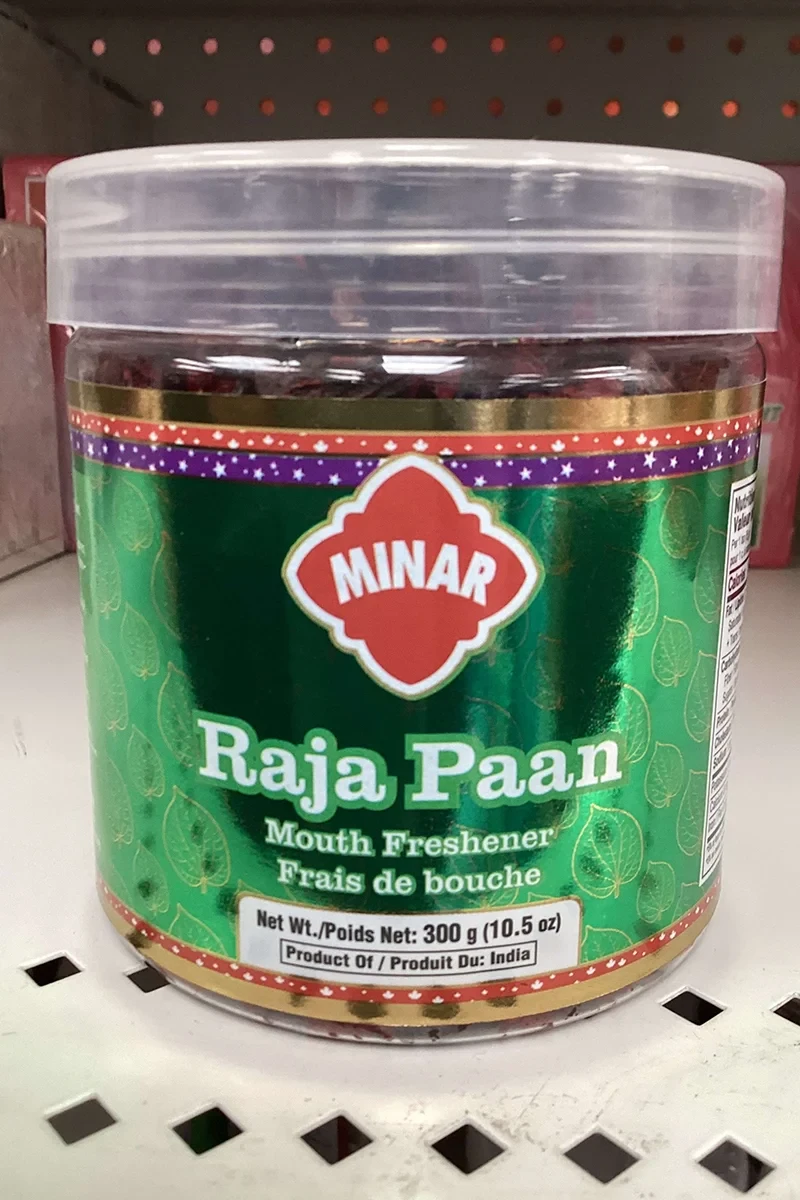 MINAR
Raja Paan
Mouth Freshener
Frais de bouche
Net Wt./Poids Net: 300 g (10.5 oz)
Product Of / Produit Du: India